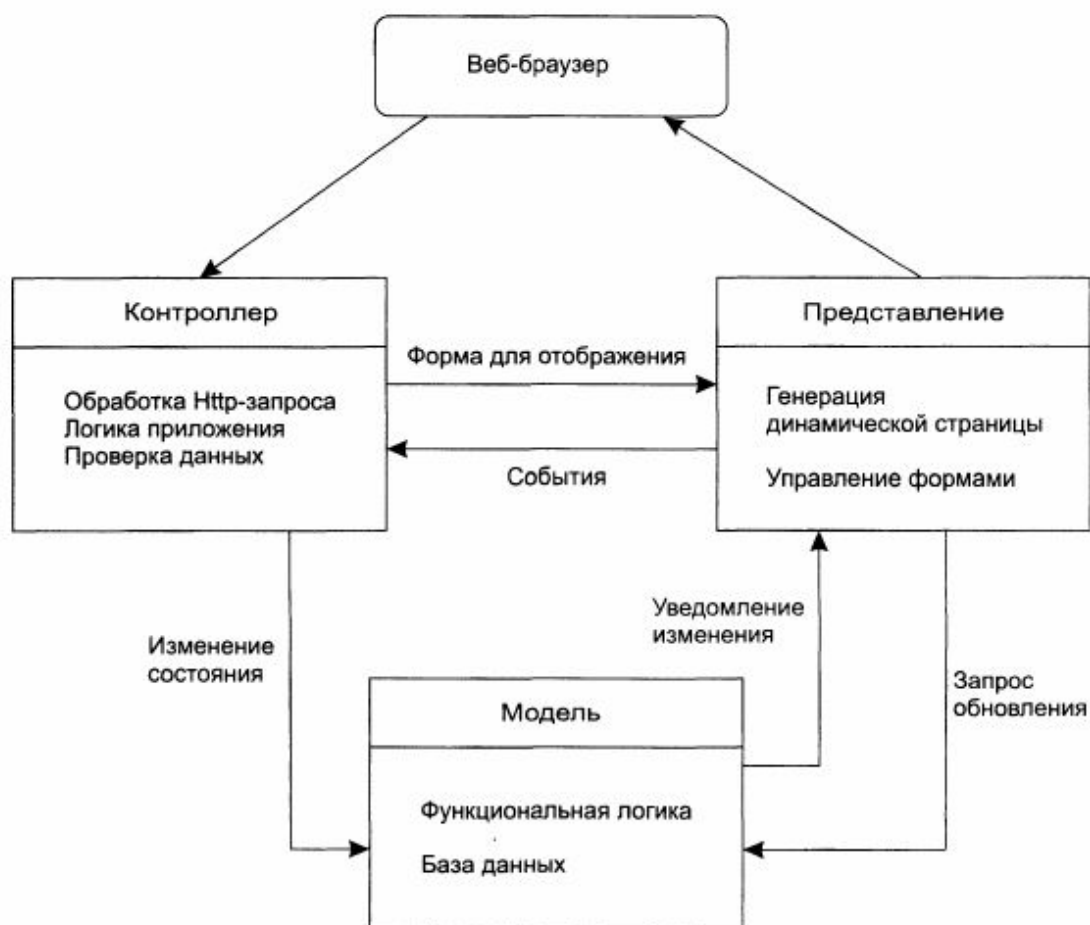 Веб-браузер
Контроллер
Обработка Http-запроса
Логика приложения
Проверка данных
Форма для отображения
События
Представление
Генерация
динамической страницы
Управление формами
Изменение
состояния
Уведомление
изменения
Запрос
обновления
Модель
Функциональная логика
База данных